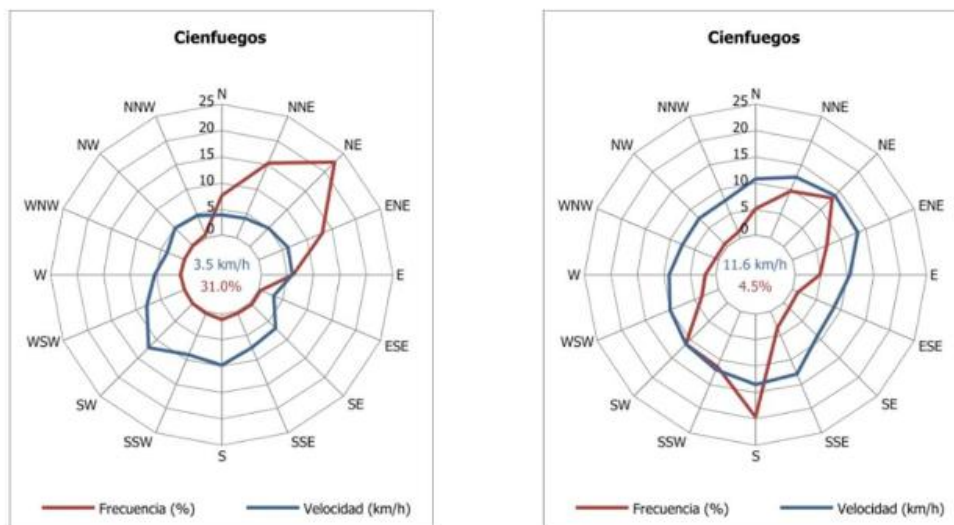 Cienfuegos
N
NNE
NE
ENE
E
ESE
SE
SSE
S
SSW
SW
WSW
W
WNW
NW
NNW
25
20
15
10
5
0
3.5 km/h
31.0%
Frecuencia (%)
Velocidad (km/h)
Cienfuegos
N
NNE
NE
ENE
E
ESE
SE
SSE
S
SSW
SW
WSW
W
WNW
NW
NNW
25
20
15
10
5
0
11.6 km/h
4.5%
Frecuencia (%)
Velocidad (km/h)